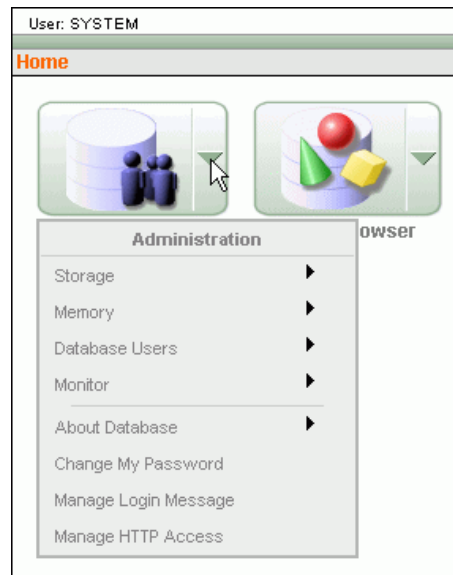 User: SYSTEM
Home
owser
Administration
Storage
Memory
Database Users
Monitor
About Database
Change My Password
Manage Login Message
Manage HTTP Access